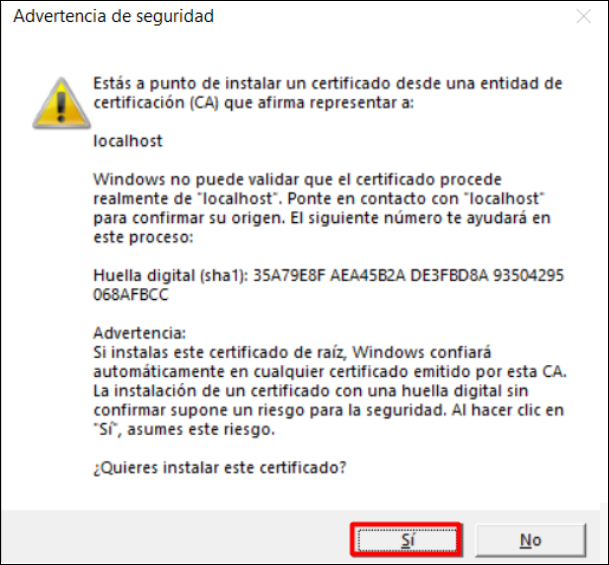 Advertencia de seguridad
Estás a punto de instalar un certificado desde una entidad de
certificación (CA) que afirma representar a:
localhost
Windows no puede validar que el certificado procede
realmente de "localhost". Ponte en contacto con "localhost"
para confirmar su origen. El siguiente número te ayudará en
este proceso:
Huella digital (sha1): 35A79E8F AEA45B2A DE3FBD8A 93504295
068AFBCC
Advertencia:
Si instalas este certificado de raíz, Windows confiará
automáticamente en cualquier certificado emitido por esta CA.
La instalación de un certificado con una huella digital sin
confirmar supone un riesgo para la seguridad. Al hacer clic en
"Sí", asumes este riesgo.
¿Quieres instalar este certificado?
Sí No